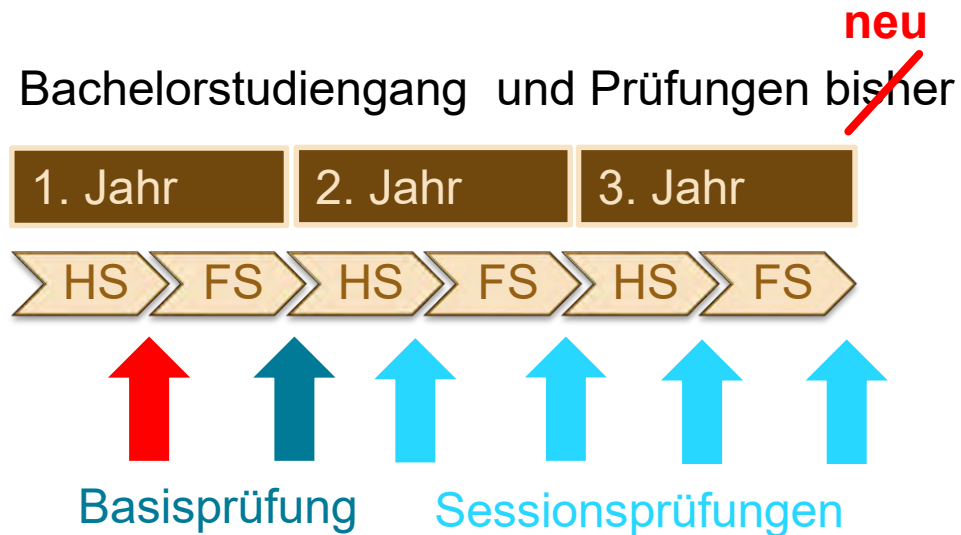 neu
Bachelorstudiengang und Prüfungen bisher
1. Jahr 2. Jahr 3. Jahr
HS FS HS FS HS FS
Basisprüfung Sessionsprüfungen